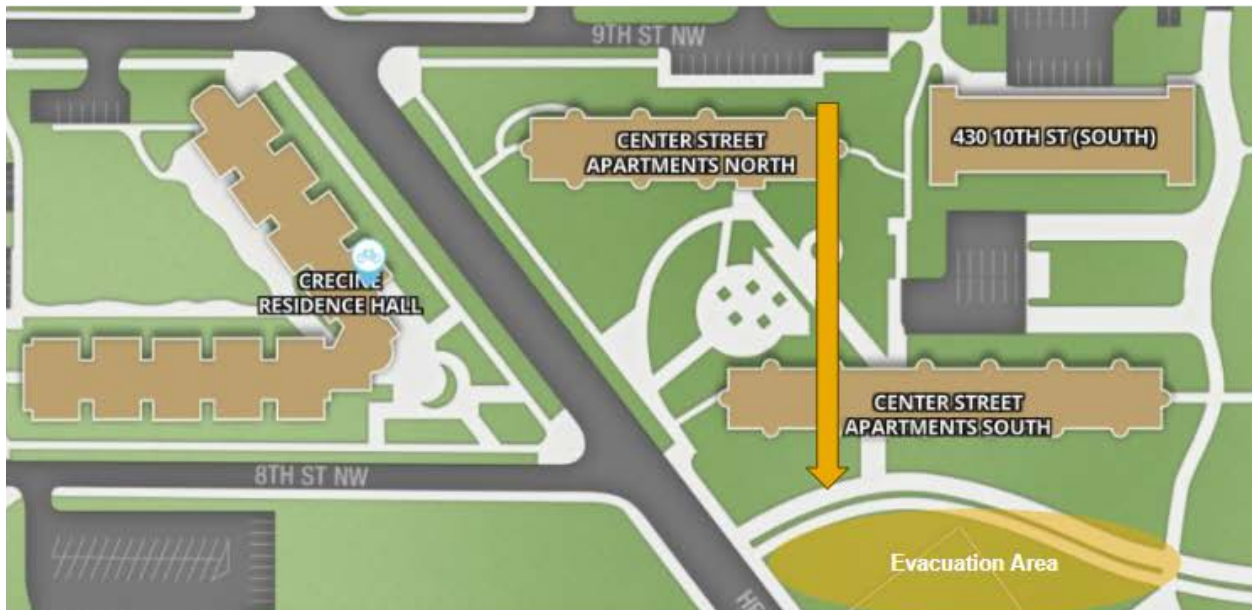 9TH ST NW
CENTER STREET
APARTMENTS NORTH
430 10TH ST (SOUTH)
CRECINE
RESIDENCE HALL
CENTER STREET
APARTMENTS SOUTH
8TH ST NW
Evacuation Area